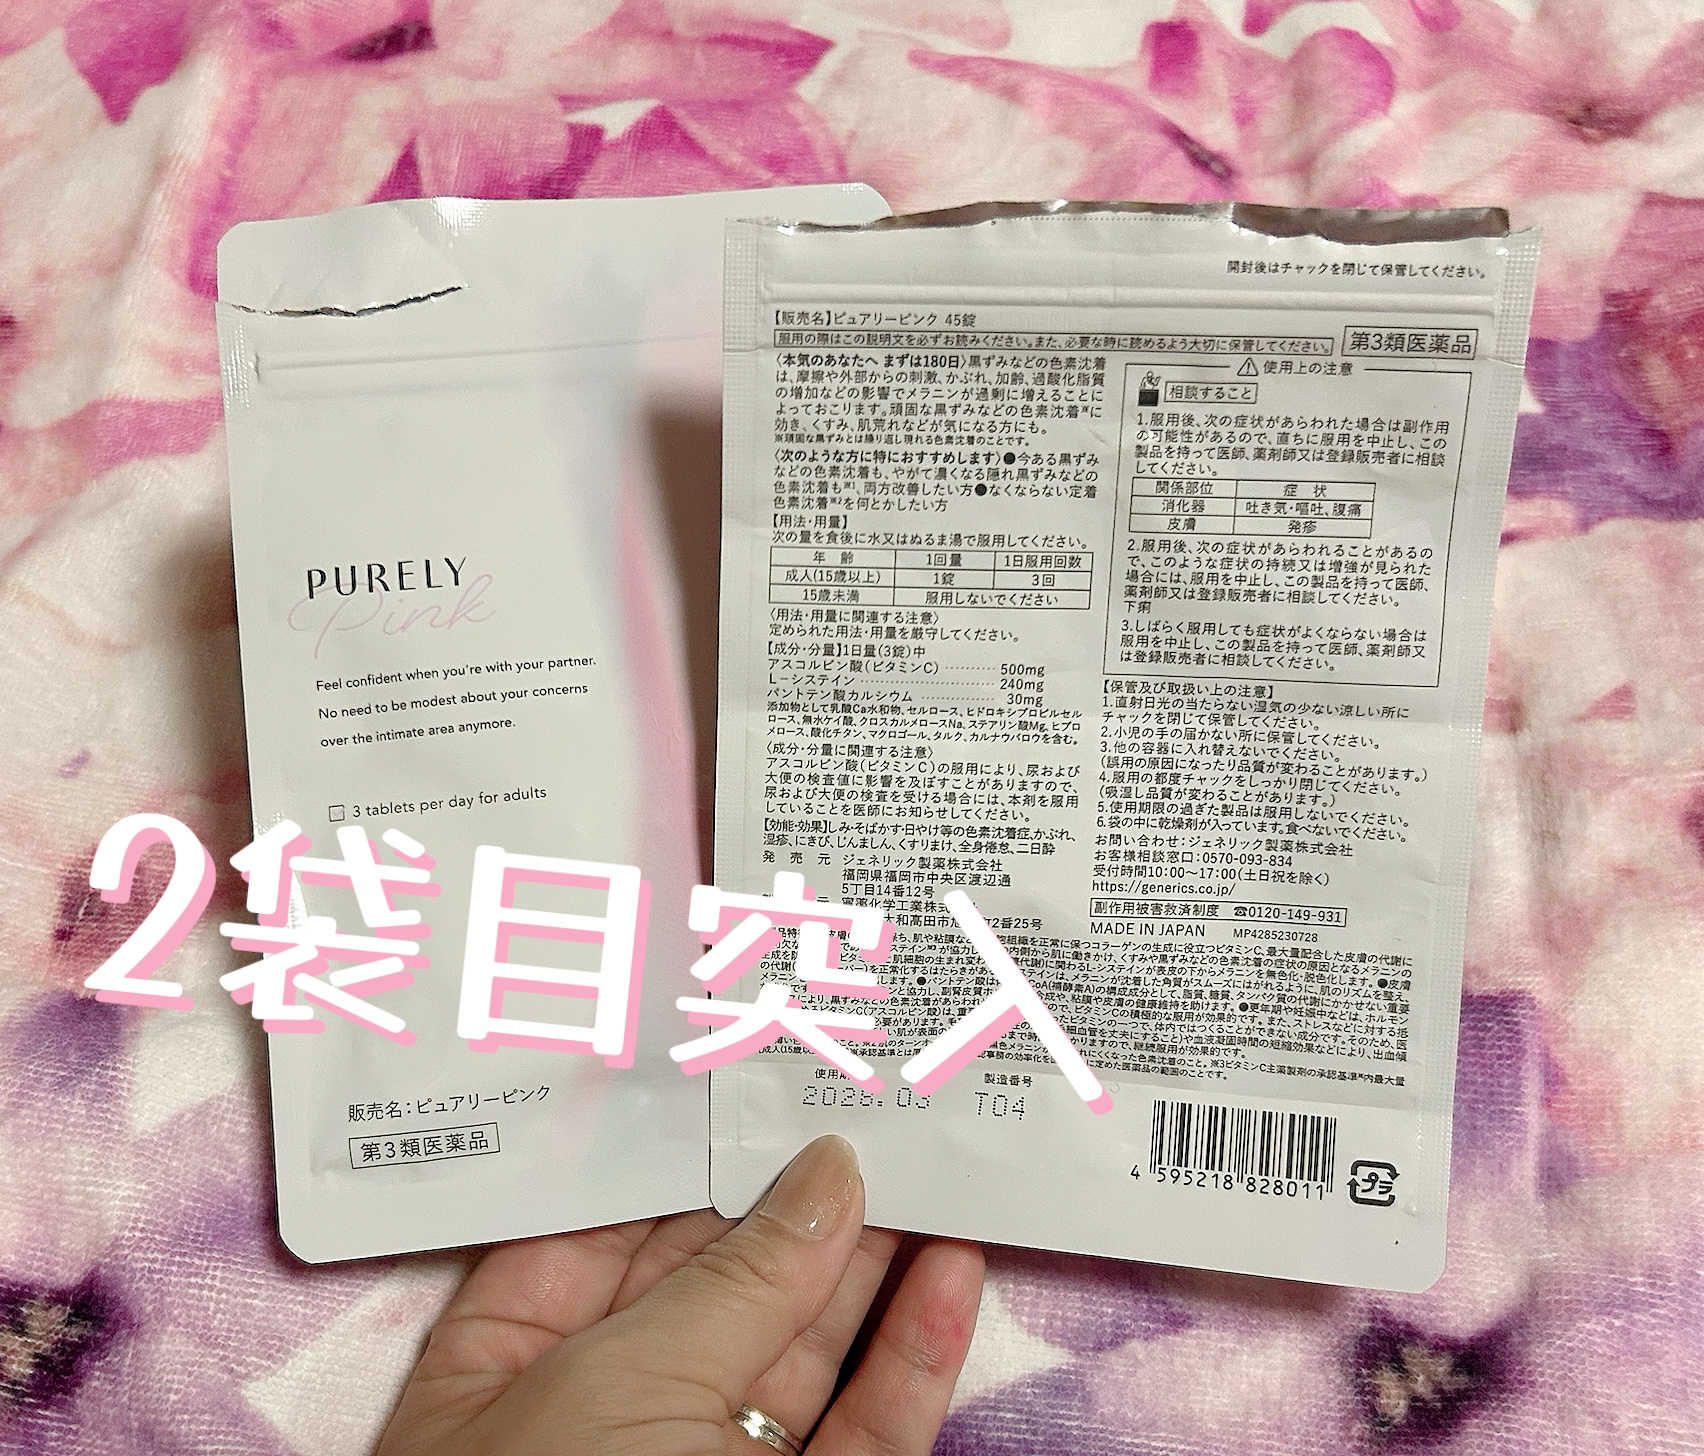 PURELY
Pink
Feel confident when you're with your partner.
No need to be modest about your concerns
over the intimate area anymore.
3 tablets per day for adults
販売名：ピュアリーピンク
第3類医薬品
2袋目突入
開封後はチャックを閉じて保管してください。
【販売名】ピュアリーピンク 45錠
服用の際はこの説明文を必ずお読みください。また、必要な時に読めるよう大切に保管してください。
第3類医薬品
〈本気のあなたへ まずは180日〉黒ずみなどの色素沈着
は、摩擦や外部からの刺激、かぶれ、加齢、過酸化脂質
の増加などの影響でメラニンが過剰に増えることに
よっておこります。頑固な黒ずみなどの色素沈着※に
効き、くすみ、肌荒れなどが気になる方にも。
※頑固な黒ずみとは繰り返し現れる色素沈着のことです。
〈次のような方に特におすすめします〉●今ある黒ずみ
などの色素沈着も、やがて濃くなる隠れ黒ずみなどの
色素沈着も※1、両方改善したい方●なくならない定着
色素沈着※2を何とかしたい方
【用法・用量】
次の量を食後に水又はぬるま湯で服用してください。
年 齢 1回量 1日服用回数
成人(15歳以上) 1錠 3回
15歳未満 服用しないでください
〈用法・用量に関連する注意〉
定められた用法・用量を厳守してください。
【成分・分量】1日量(3錠)中
アスコルビン酸(ビタミンC) ………… 500mg
L-システイン ………… 240mg
パントテン酸カルシウム ………… 30mg
添加物として乳酸Ca水和物、セルロース、ヒドロキシプロピルセル
ロース、無水ケイ酸、クロスカルメロースNa、ステアリン酸Mg、ヒプロ
メロース、酸化チタン、マクロゴール、タルク、カルナウバロウを含む。
〈成分・分量に関連する注意〉
アスコルビン酸(ビタミンC)の服用により、尿および
大便の検査値に影響を及ぼすことがありますので、
尿および大便の検査を受ける場合には、本剤を服用
していることを医師にお知らせしてください。
【効能・効果】しみ・そばかす・日やけ等の色素沈着症、かぶれ、
湿疹、にきび、じんましん、くすりまけ、全身倦怠、二日酔
発 売 元 ジェネリック製薬株式会社
福岡県福岡市中央区渡辺通
5丁目14番12号
使用上の注意
相談すること
1.服用後、次の症状があらわれた場合は副作用
の可能性があるので、直ちに服用を中止し、この
製品を持って医師、薬剤師又は登録販売者に相談
してください。
関係部位 症 状
消化器 吐き気・嘔吐、腹痛
皮膚 発疹
2.服用後、次の症状があらわれることがあるの
で、このような症状の持続又は増強が見られた
場合には、服用を中止し、この製品を持って医師、
薬剤師又は登録販売者に相談してください。
下痢
3.しばらく服用しても症状がよくならない場合は
服用を中止し、この製品を持って医師、薬剤師又
は登録販売者に相談してください。
【保管及び取扱い上の注意】
1.直射日光の当たらない湿気の少ない涼しい所に
チャックを閉じて保管してください。
2.小児の手の届かない所に保管してください。
3.他の容器に入れ替えないでください。
(誤用の原因になったり品質が変わることがあります。)
4.服用の都度チャックをしっかり閉じてください。
(吸湿し品質が変わることがあります。)
5.使用期限の過ぎた製品は服用しないでください。
6.袋の中に乾燥剤が入っています。食べないでください。
お問い合わせ：ジェネリック製薬株式会社
お客様相談窓口：0570-093-834
受付時間10:00〜17:00(土日祝を除く)
https://generics.co.jp/
副作用被害救済制度 ☎0120-149-931
MADE IN JAPAN MP4285230728
製造番号
T04
4 595218 828011
プラ